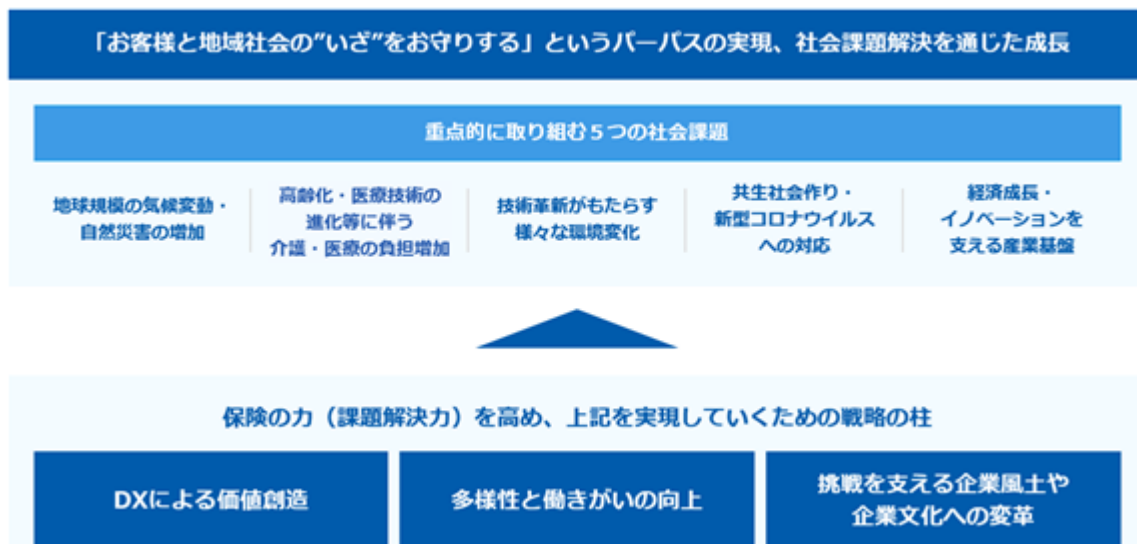 「お客様と地域社会の”いざ”をお守りする」というパーパスの実現、社会課題解決を通じた成長
重点的に取り組む５つの社会課題
地球規模の気候変動・
自然災害の増加
高齢化・医療技術の
進化等に伴う
介護・医療の負担増加
技術革新がもたらす
様々な環境変化
共生社会作り・
新型コロナウイルス
への対応
経済成長・
イノベーションを
支える産業基盤
保険の力（課題解決力）を高め、上記を実現していくための戦略の柱
DXによる価値創造
多様性と働きがいの向上
挑戦を支える企業風土や
企業文化への変革